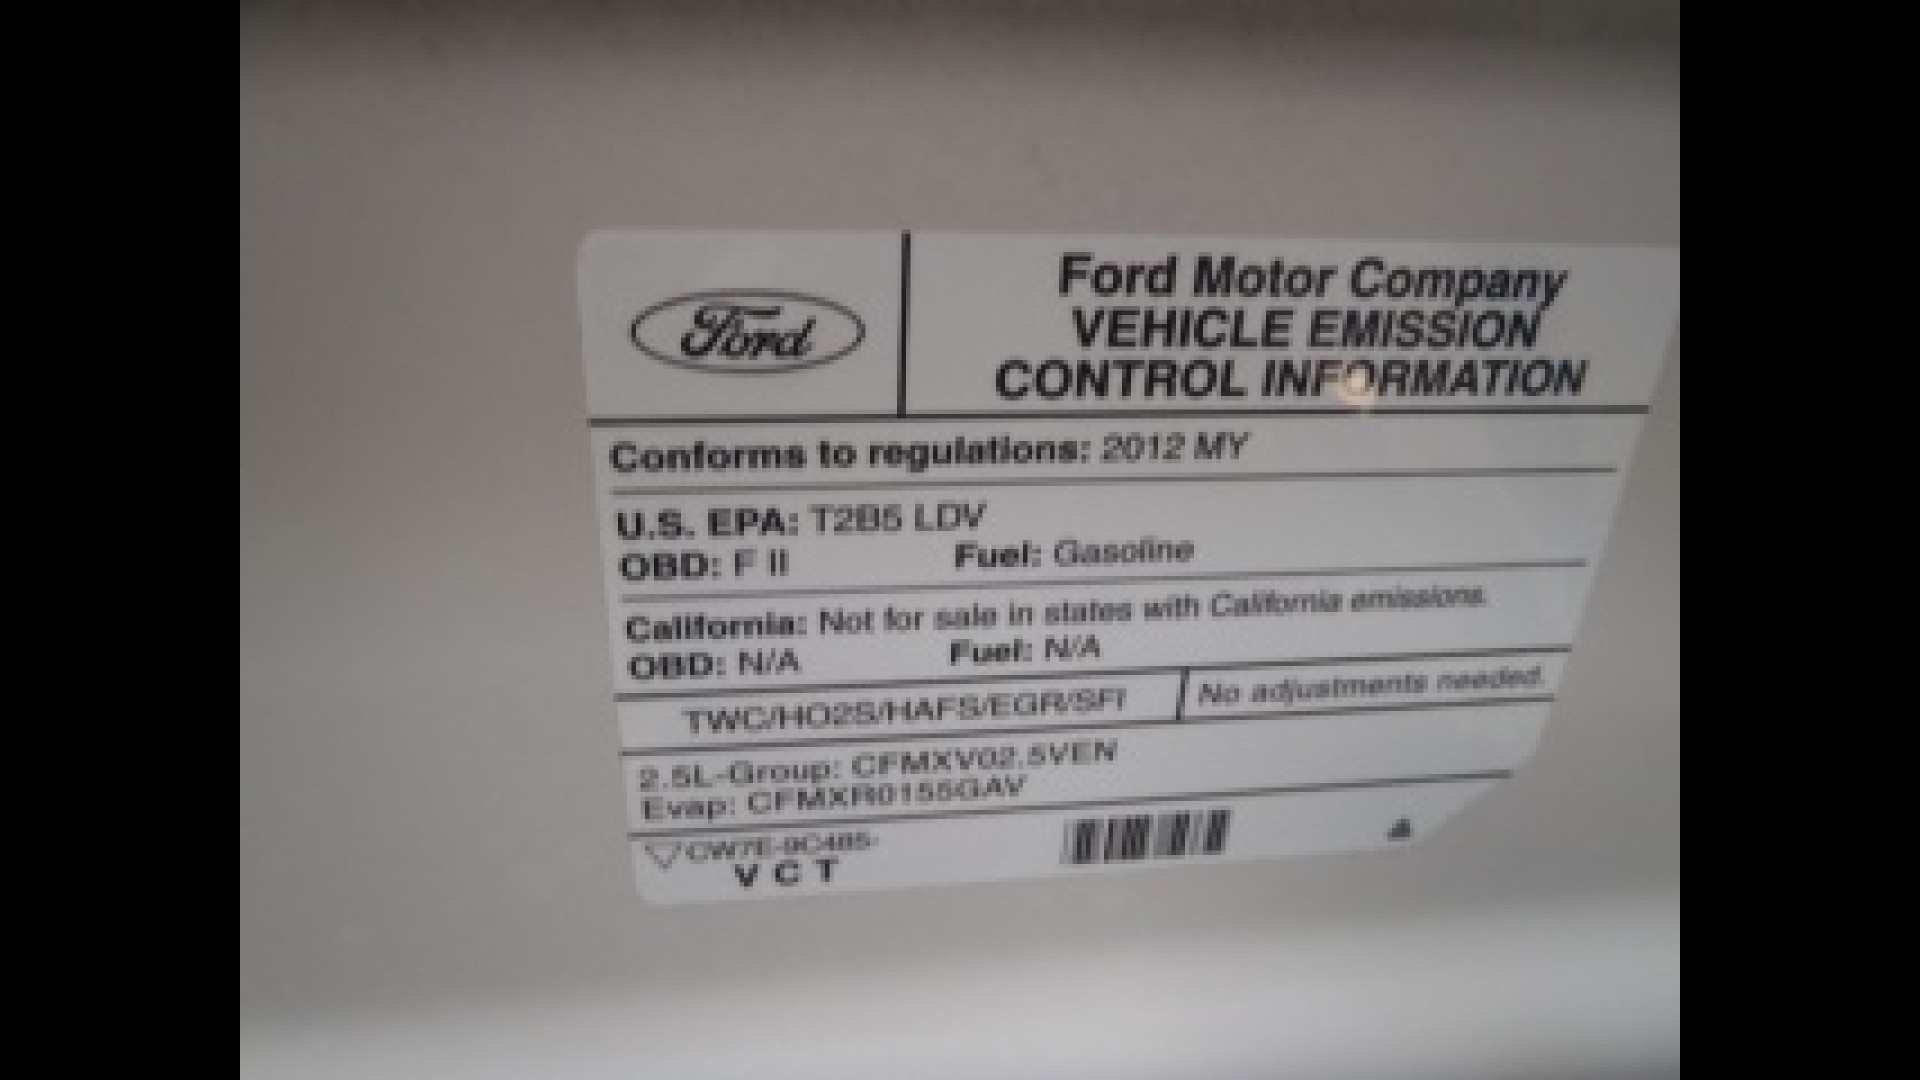 Ford
Ford Motor Company
VEHICLE EMISSION
CONTROL INFORMATION
Conforms to regulations: 2012 MY
U.S. EPA: T2B5 LDV
OBD: F II Fuel: Gasoline
California: Not for sale in states with California emissions.
OBD: N/A Fuel: N/A
TWC/HO2S/HAFS/EGR/SFI No adjustments needed.
2.5L-Group: CFMXV02.5VEN
Evap: CFMXR0155GAV
CW7E-9C485-
V C T